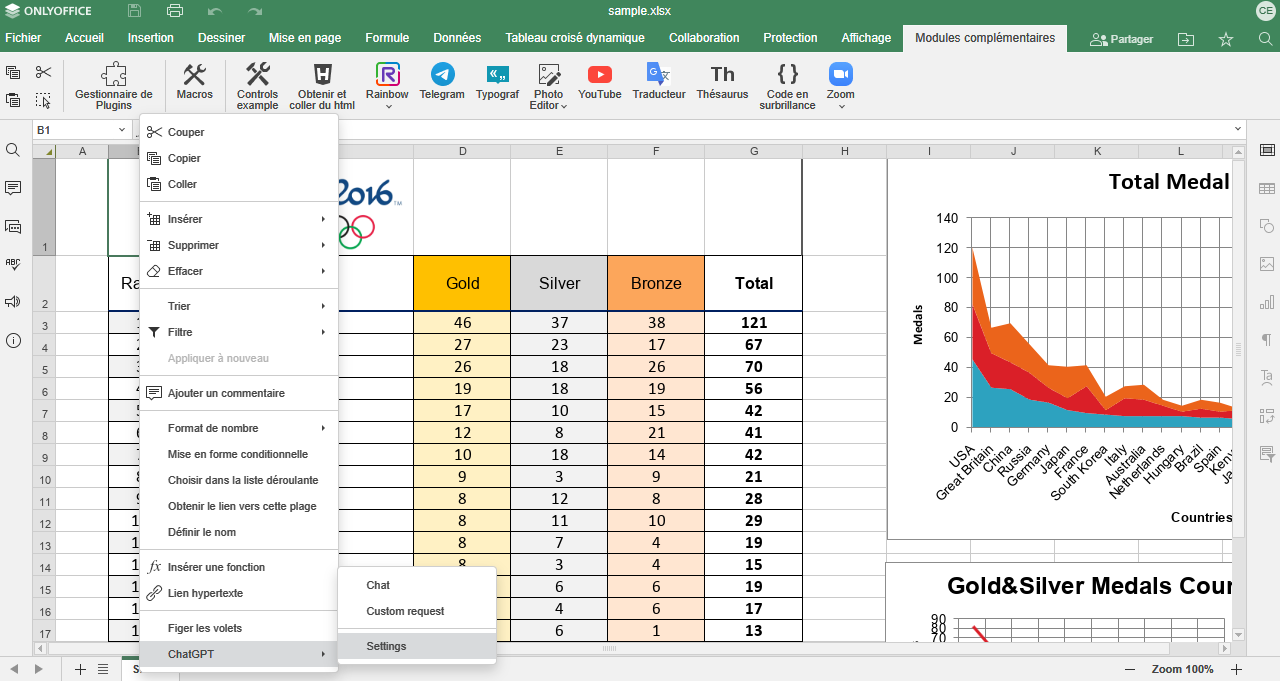 ONLYOFFICE
sample.xlsx
CE
Fichier Accueil Insertion Dessiner Mise en page Formule Données Tableau croisé dynamique Collaboration Protection Affichage Modules complémentaires Partager
Gestionnaire de Plugins
Macros
Controls example
Obtenir et coller du html
Rainbow
Telegram
Typograf
Photo Editor
YouTube
Traducteur
Th
Thésaurus
Code en surbrillance
Zoom
B1
A D E F G H I J K L
Couper
Copier
Coller
Insérer
Supprimer
Effacer
Trier
Filtre
Appliquer à nouveau
Ajouter un commentaire
Format de nombre
Mise en forme conditionnelle
Choisir dans la liste déroulante
Obtenir le lien vers cette plage
Définir le nom
Insérer une fonction
Lien hypertexte
Figer les volets
ChatGPT
Chat
Custom request
Settings
2016
1
2 Gold Silver Bronze Total
3 46 37 38 121
4 27 23 17 67
5 26 18 26 70
6 19 18 19 56
7 17 10 15 42
8 12 8 21 41
9 10 18 14 42
10 9 3 9 21
11 8 12 8 28
12 8 11 10 29
13 8 7 4 19
14 8 3 4 15
15 6 6 19
16 4 6 17
17 6 1 13
Total Medal
Medals
140
120
100
80
60
40
20
0
USA
Great Britain
China
Russia
Germany
Japan
France
South Korea
Italy
Australia
Netherlands
Hungary
Brazil
Spain
Countries
Gold&Silver Medals Cour
90
80
70
Zoom 100%